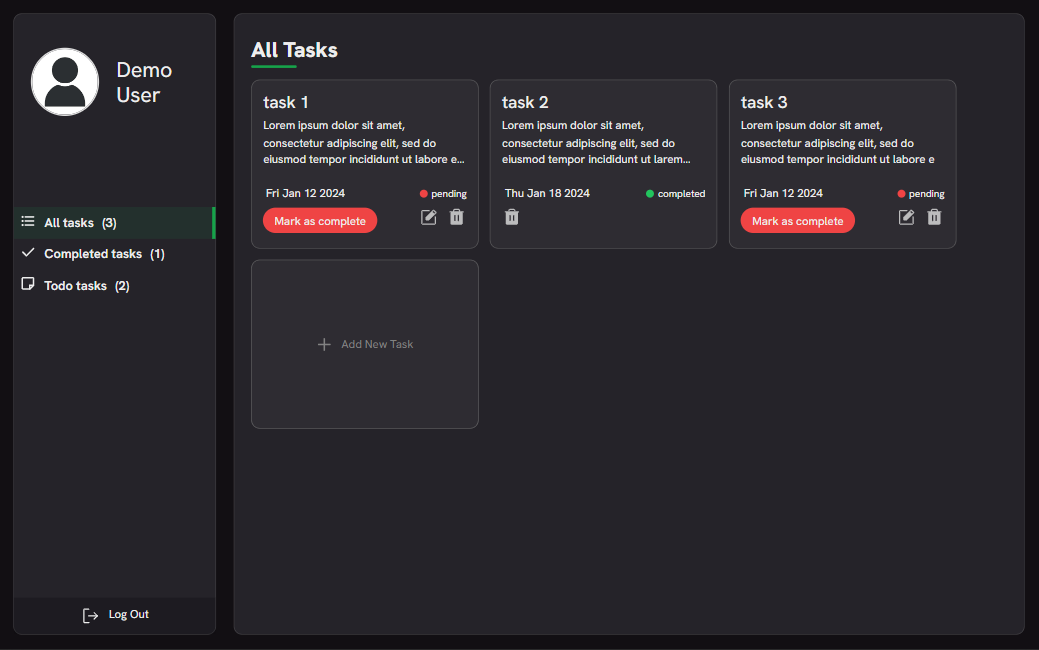 Demo
User
All tasks (3)
Completed tasks (1)
Todo tasks (2)
Log Out
All Tasks
task 1
Lorem ipsum dolor sit amet,
consectetur adipiscing elit, sed do
eiusmod tempor incididunt ut labore e...
Fri Jan 12 2024 pending
Mark as complete
task 2
Lorem ipsum dolor sit amet,
consectetur adipiscing elit, sed do
eiusmod tempor incididunt ut larem...
Thu Jan 18 2024 completed
task 3
Lorem ipsum dolor sit amet,
consectetur adipiscing elit, sed do
eiusmod tempor incididunt ut labore e
Fri Jan 12 2024 pending
Mark as complete
Add New Task